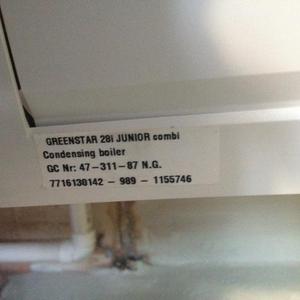 GREENSTAR 28i JUNIOR combi
Condensing boiler
GC Nr: 47-311-87 N.G.
7716130142 - 989 - 1155746